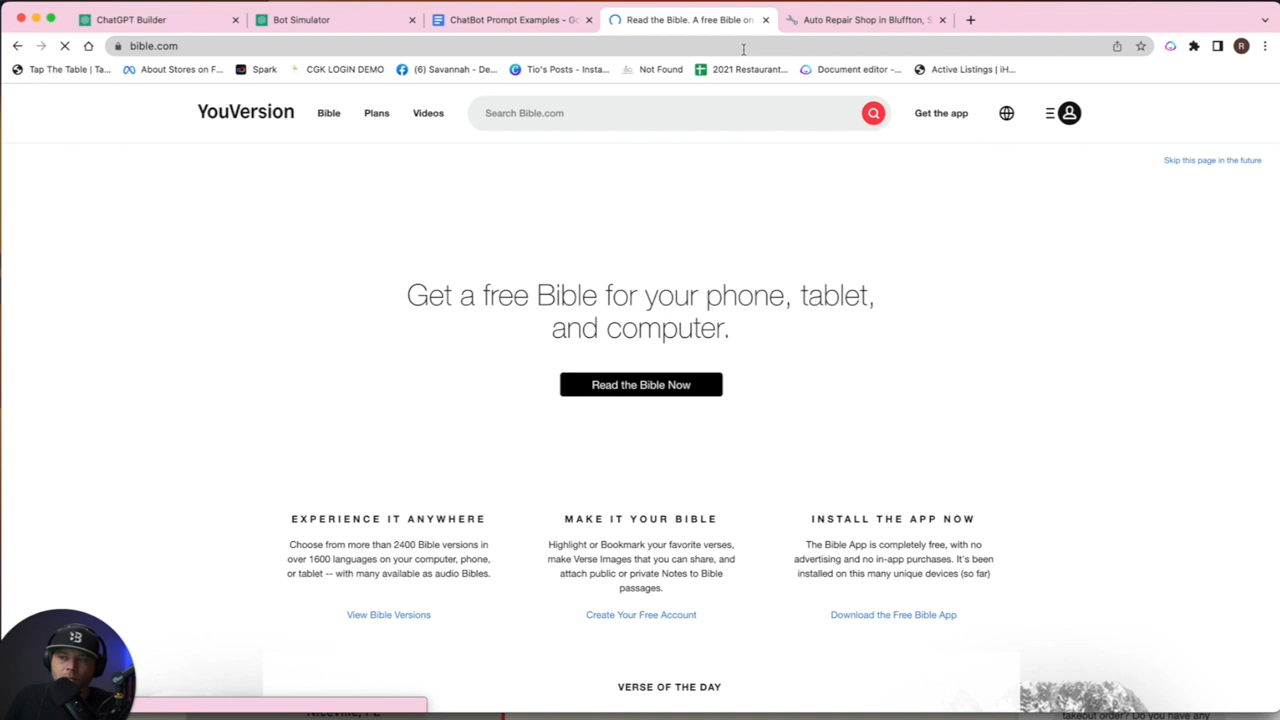 ChatGPT Builder
Bot Simulator
ChatBot Prompt Examples - Go
Read the Bible. A free Bible on
Auto Repair Shop in Bluffton, S
bible.com
R
Tap The Table | Ta...
About Stores on F...
Spark
CGK LOGIN DEMO
(6) Savannah - De...
Tio's Posts - Insta...
Not Found
2021 Restaurant...
Document editor -...
Active Listings | iH...
YouVersion
Bible
Plans
Videos
Search Bible.com
Get the app
Skip this page in the future
Get a free Bible for your phone, tablet,
and computer.
Read the Bible Now
EXPERIENCE IT ANYWHERE
Choose from more than 2400 Bible versions in
over 1600 languages on your computer, phone,
or tablet -- with many available as audio Bibles.
View Bible Versions
MAKE IT YOUR BIBLE
Highlight or Bookmark your favorite verses,
make Verse Images that you can share, and
attach public or private Notes to Bible
passages.
Create Your Free Account
INSTALL THE APP NOW
The Bible App is completely free, with no
advertising and no in-app purchases. It's been
installed on this many unique devices (so far)
Download the Free Bible App
VERSE OF THE DAY
takeout order? Do you have any